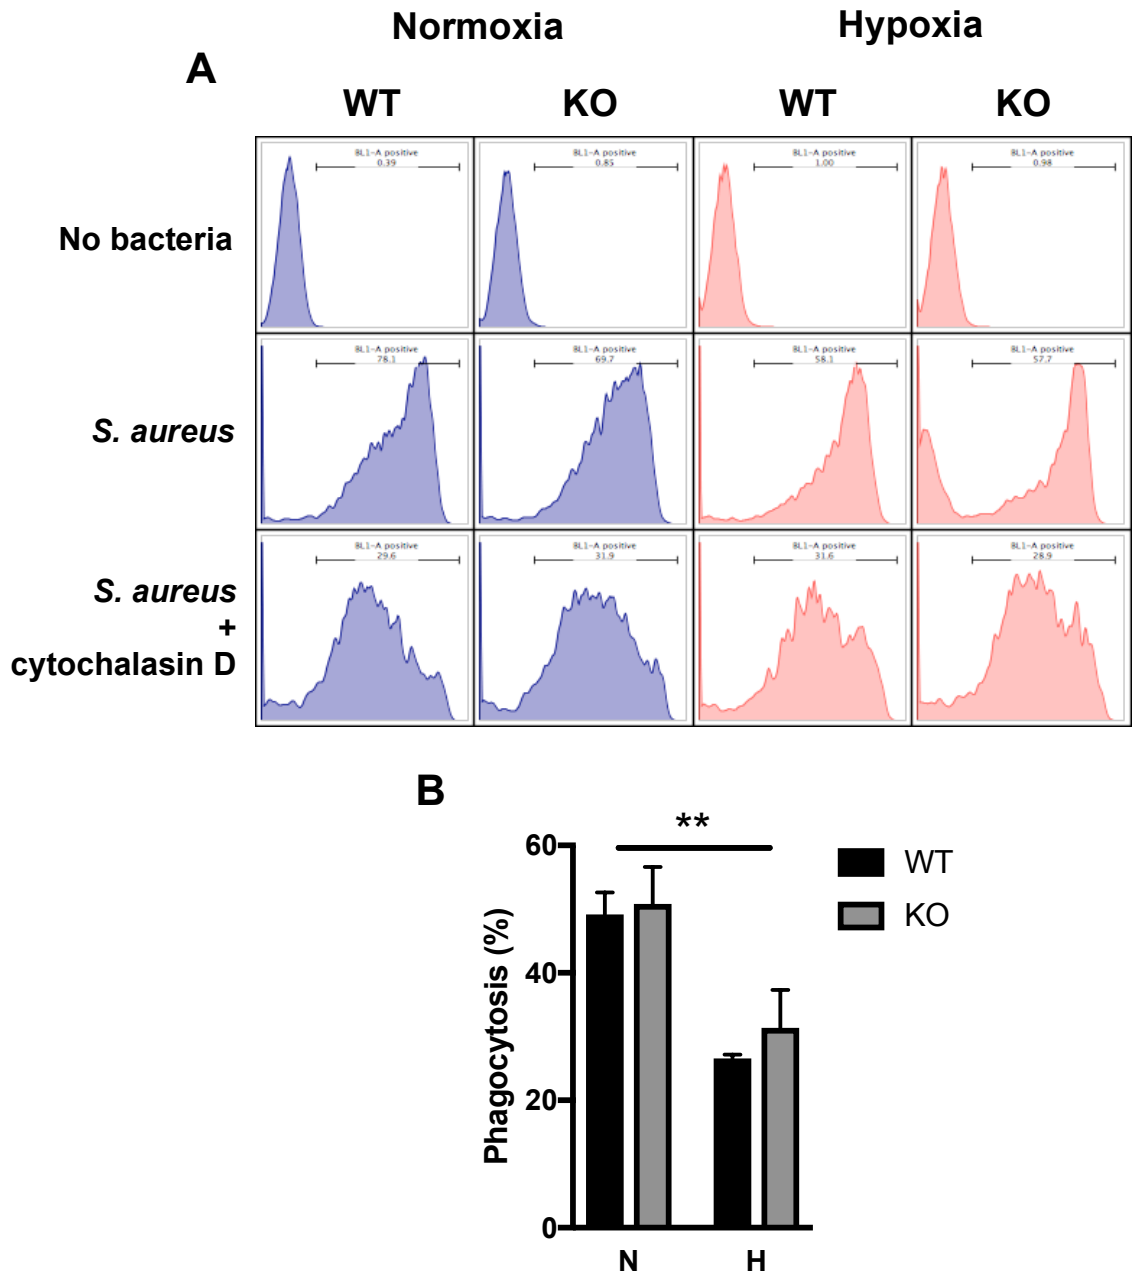 Normoxia Hypoxia
A
WT KO WT KO
No bacteria
BL1-A positive
0.39
BL1-A positive
0.85
BL1-A positive
1.00
BL1-A positive
0.98
S. aureus
BL1-A positive
78.1
BL1-A positive
69.7
BL1-A positive
58.1
BL1-A positive
57.7
S. aureus
+
cytochalasin D
BL1-A positive
29.6
BL1-A positive
31.9
BL1-A positive
31.6
BL1-A positive
28.9
B
**
60
40
20
0
Phagocytosis (%)
N H
WT
KO